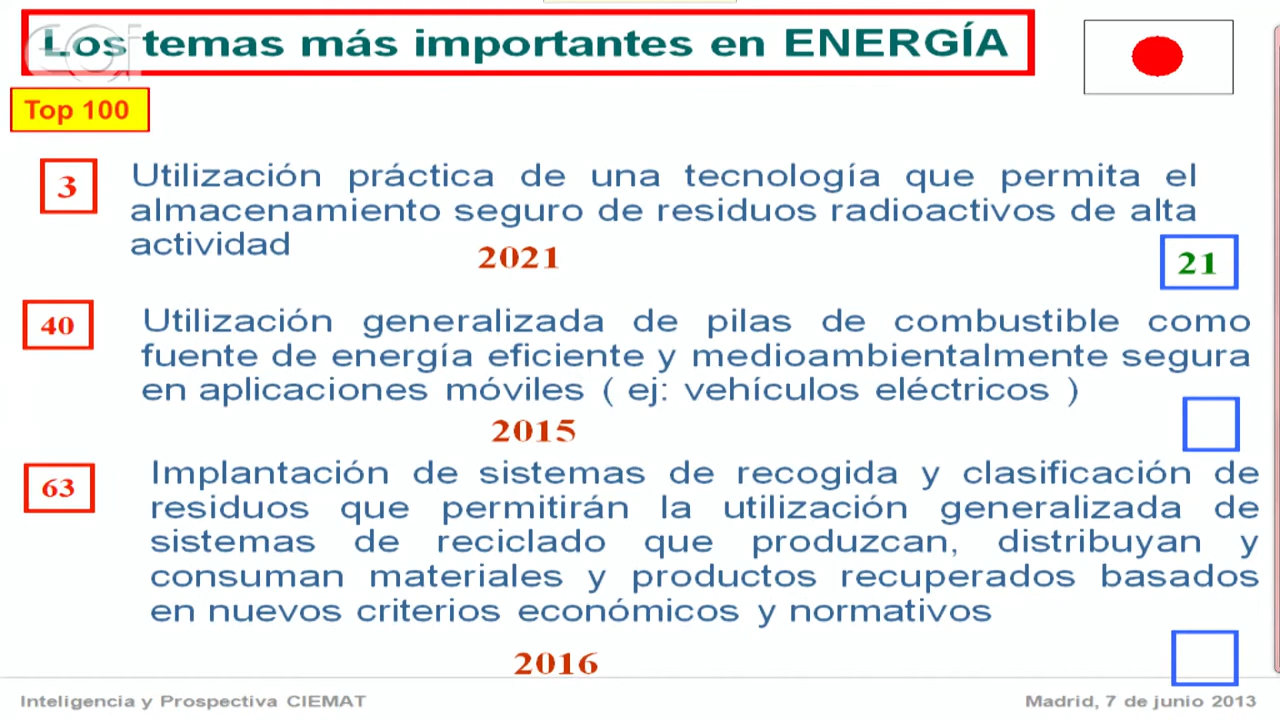 Los temas más importantes en ENERGÍA
eoi
Top 100
3
Utilización práctica de una tecnología que permita el
almacenamiento seguro de residuos radioactivos de alta
actividad
2021
21
40
Utilización generalizada de pilas de combustible como
fuente de energía eficiente y medioambientalmente segura
en aplicaciones móviles ( ej: vehículos eléctricos )
2015
63
Implantación de sistemas de recogida y clasificación de
residuos que permitirán la utilización generalizada de
sistemas de reciclado que produzcan, distribuyan y
consuman materiales y productos recuperados basados
en nuevos criterios económicos y normativos
2016
Inteligencia y Prospectiva CIEMAT
Madrid, 7 de junio 2013